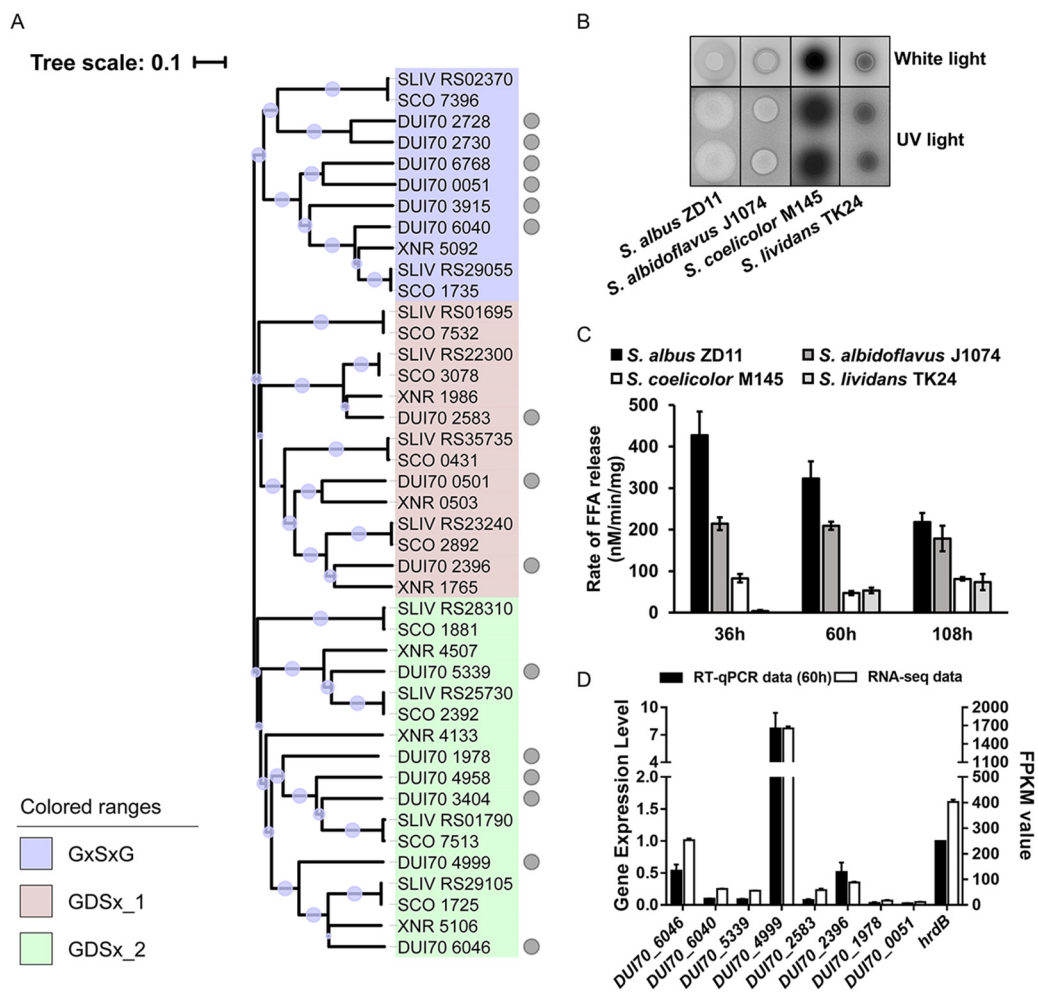 A
Tree scale: 0.1
SLIV RS02370
SCO 7396
DUI70 2728
DUI70 2730
DUI70 6768
DUI70 0051
DUI70 3915
DUI70 6040
XNR 5092
SLIV RS29055
SCO 1735
SLIV RS01695
SCO 7532
SLIV RS22300
SCO 3078
XNR 1986
DUI70 2583
SLIV RS35735
SCO 0431
DUI70 0501
XNR 0503
SLIV RS23240
SCO 2892
DUI70 2396
XNR 1765
SLIV RS28310
SCO 1881
XNR 4507
DUI70 5339
SLIV RS25730
SCO 2392
XNR 4133
DUI70 1978
DUI70 4958
DUI70 3404
SLIV RS01790
SCO 7513
DUI70 4999
SLIV RS29105
SCO 1725
XNR 5106
DUI70 6046
Colored ranges
GxSxG
GDSx_1
GDSx_2
B
White light
UV light
S. albus ZD11
S. albidoflavus J1074
S. coelicolor M145
S. lividans TK24
C
S. albus ZD11
S. albidoflavus J1074
S. coelicolor M145
S. lividans TK24
Rate of FFA release
(nM/min/mg)
500
400
300
200
100
0
36h
60h
108h
D
RT-qPCR data (60h)
RNA-seq data
Gene Expression Level
10
7
4
2.0
1.5
1.0
0.5
0.0
2000
1700
1400
1100
500
400
300
200
100
0
FPKM value
DUI70_6046
DUI70_6040
DUI70_5339
DUI70_4999
DUI70_2583
DUI70_2396
DUI70_1978
DUI70_0051
hrdB